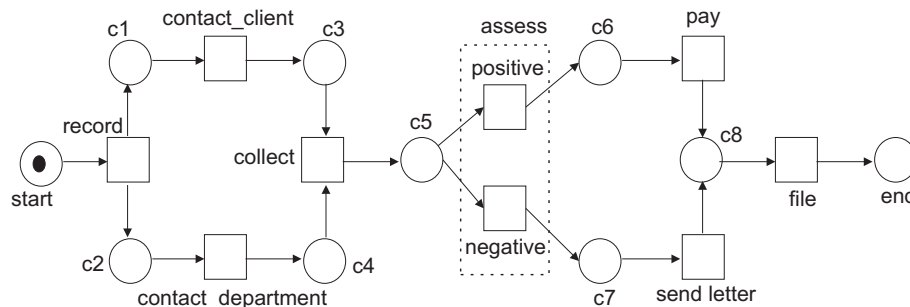 contact_client
c1
c3
assess
c6
pay
positive
record
c5
c8
collect
start
file
end
negative
c2
c4
contact_department
c7
send letter